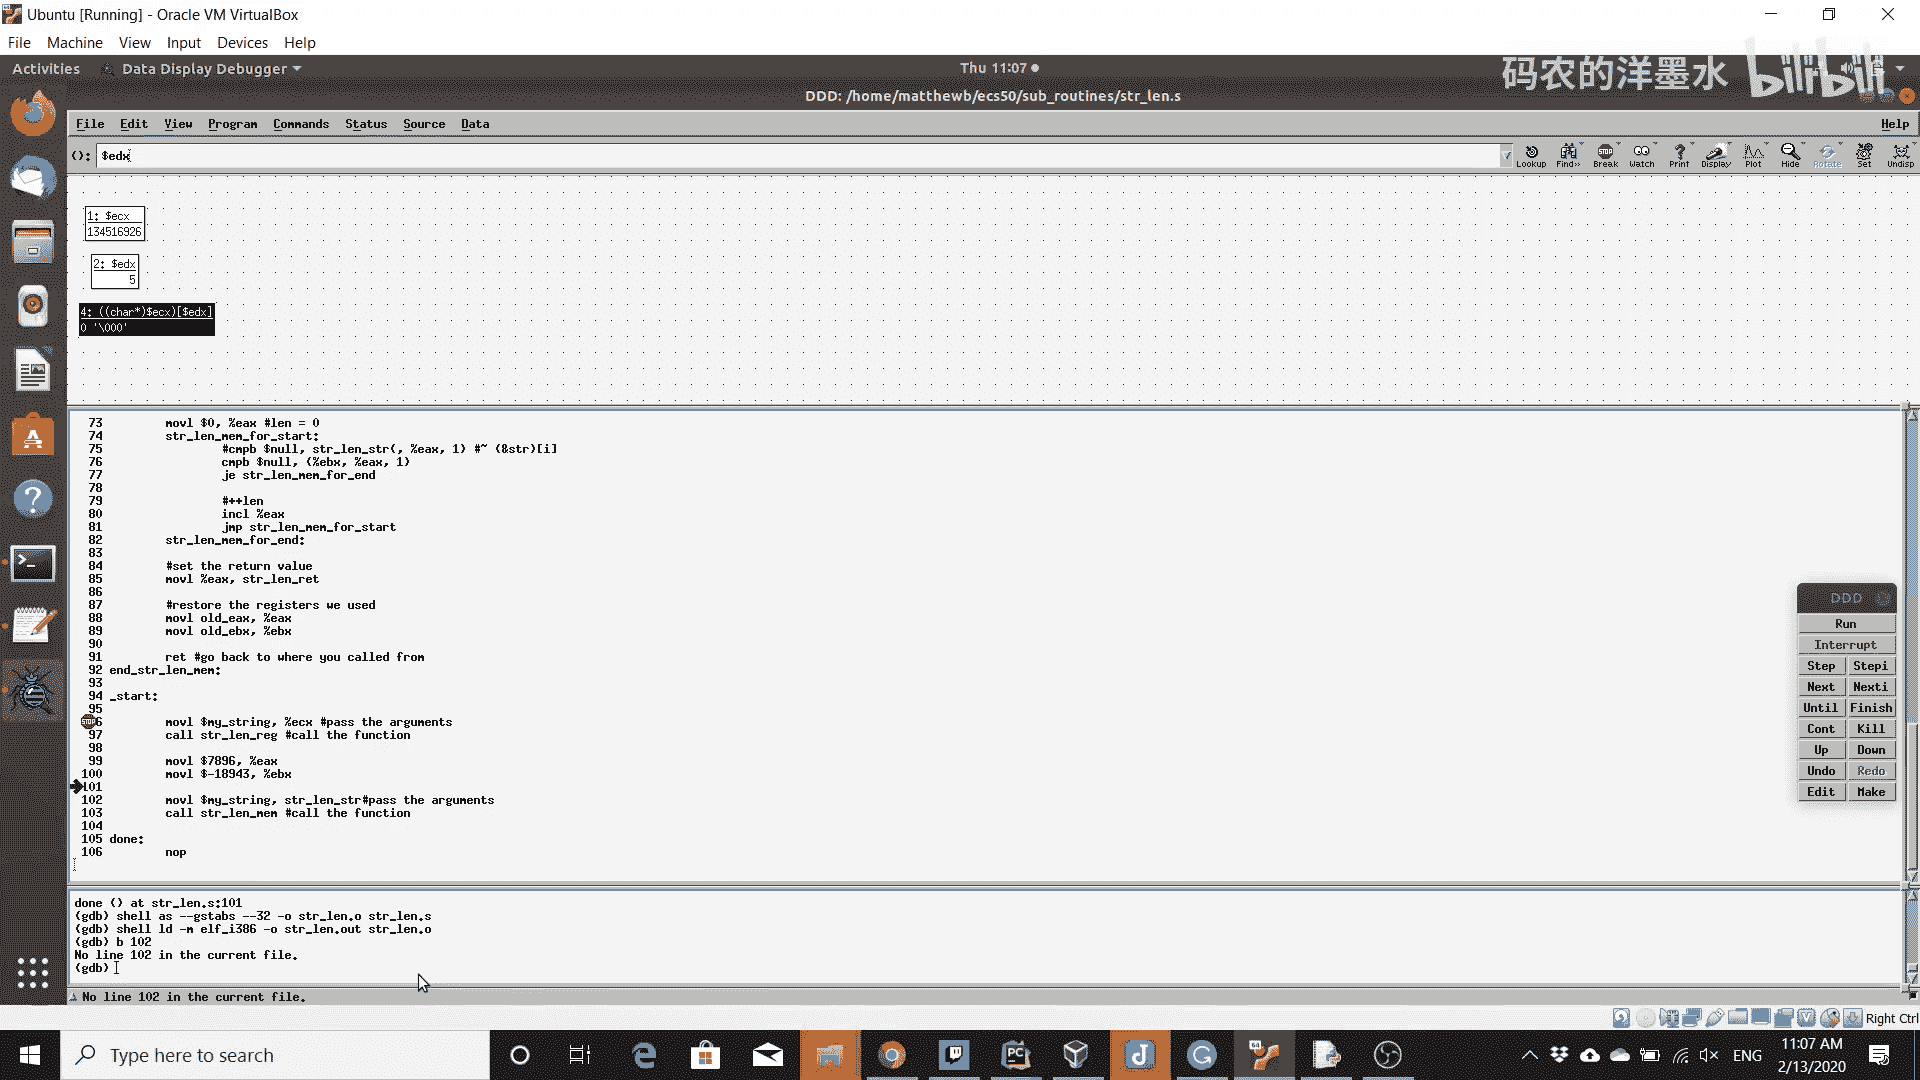 Ubuntu [Running] - Oracle VM VirtualBox
File Machine View Input Devices Help
Activities Data Display Debugger Thu 11:07
码农的洋墨水 bilibili
DDD: /home/matthewb/ecs50/sub_routines/str_len.s
File Edit View Program Commands Status Source Data Help
(): $edx
Lookup Find>> Break Watch Print Display Plot Hide Rotate Set Undisp
1: $ecx
134516926
2: $edx
5
4: ((char*)$ecx)[$edx]
0 '\000'
73 movl $0, %eax #len = 0
74 str_len_mem_for_start:
75 #cmpb $null, str_len_str(, %eax, 1) #~ (&str)[i]
76 cmpb $null, (%ebx, %eax, 1)
77 je str_len_mem_for_end
78
79 #++len
80 incl %eax
81 jmp str_len_mem_for_start
82 str_len_mem_for_end:
83
84 #set the return value
85 movl %eax, str_len_ret
86
87 #restore the registers we used
88 movl old_eax, %eax
89 movl old_ebx, %ebx
90
91 ret #go back to where you called from
92 end_str_len_mem:
93
94 _start:
95
6 movl $my_string, %ecx #pass the arguments
97 call str_len_reg #call the function
98
99 movl $7896, %eax
100 movl $-18943, %ebx
101
102 movl $my_string, str_len_str#pass the arguments
103 call str_len_mem #call the function
104
105 done:
106 nop
DDD
Run
Interrupt
Step Stepi
Next Nexti
Until Finish
Cont Kill
Up Down
Undo Redo
Edit Make
done () at str_len.s:101
(gdb) shell as --gstabs --32 -o str_len.o str_len.s
(gdb) shell ld -m elf_i386 -o str_len.out str_len.o
(gdb) b 102
No line 102 in the current file.
(gdb)
No line 102 in the current file.
Right Ctrl
Type here to search
ENG
11:07 AM
2/13/2020